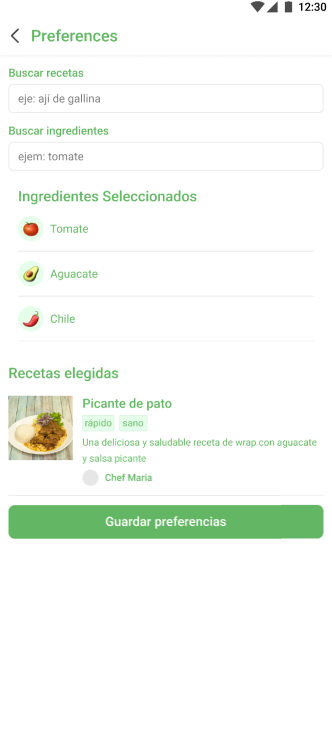 12:30
Preferences
Buscar recetas
eje: ají de gallina
Buscar ingredientes
ejem: tomate
Ingredientes Seleccionados
Tomate
Aguacate
Chile
Recetas elegidas
Picante de pato
rápido sano
Una deliciosa y saludable receta de wrap con aguacate
y salsa picante
Chef Maria
Guardar preferencias